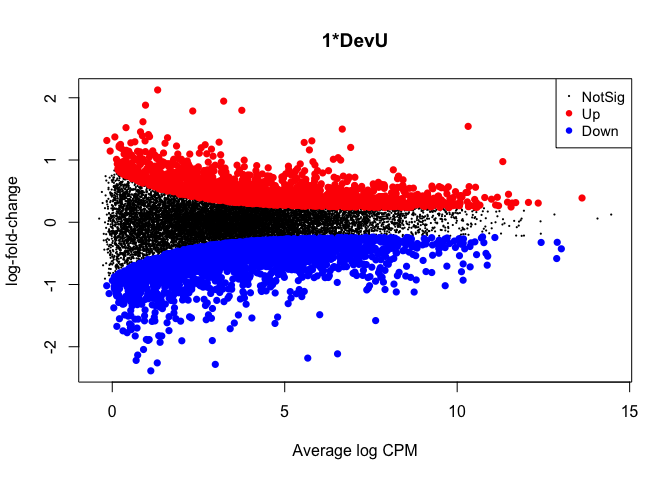 1*DevU
NotSig
Up
Down
log-fold-change
2
1
0
-1
-2
0 5 10 15
Average log CPM